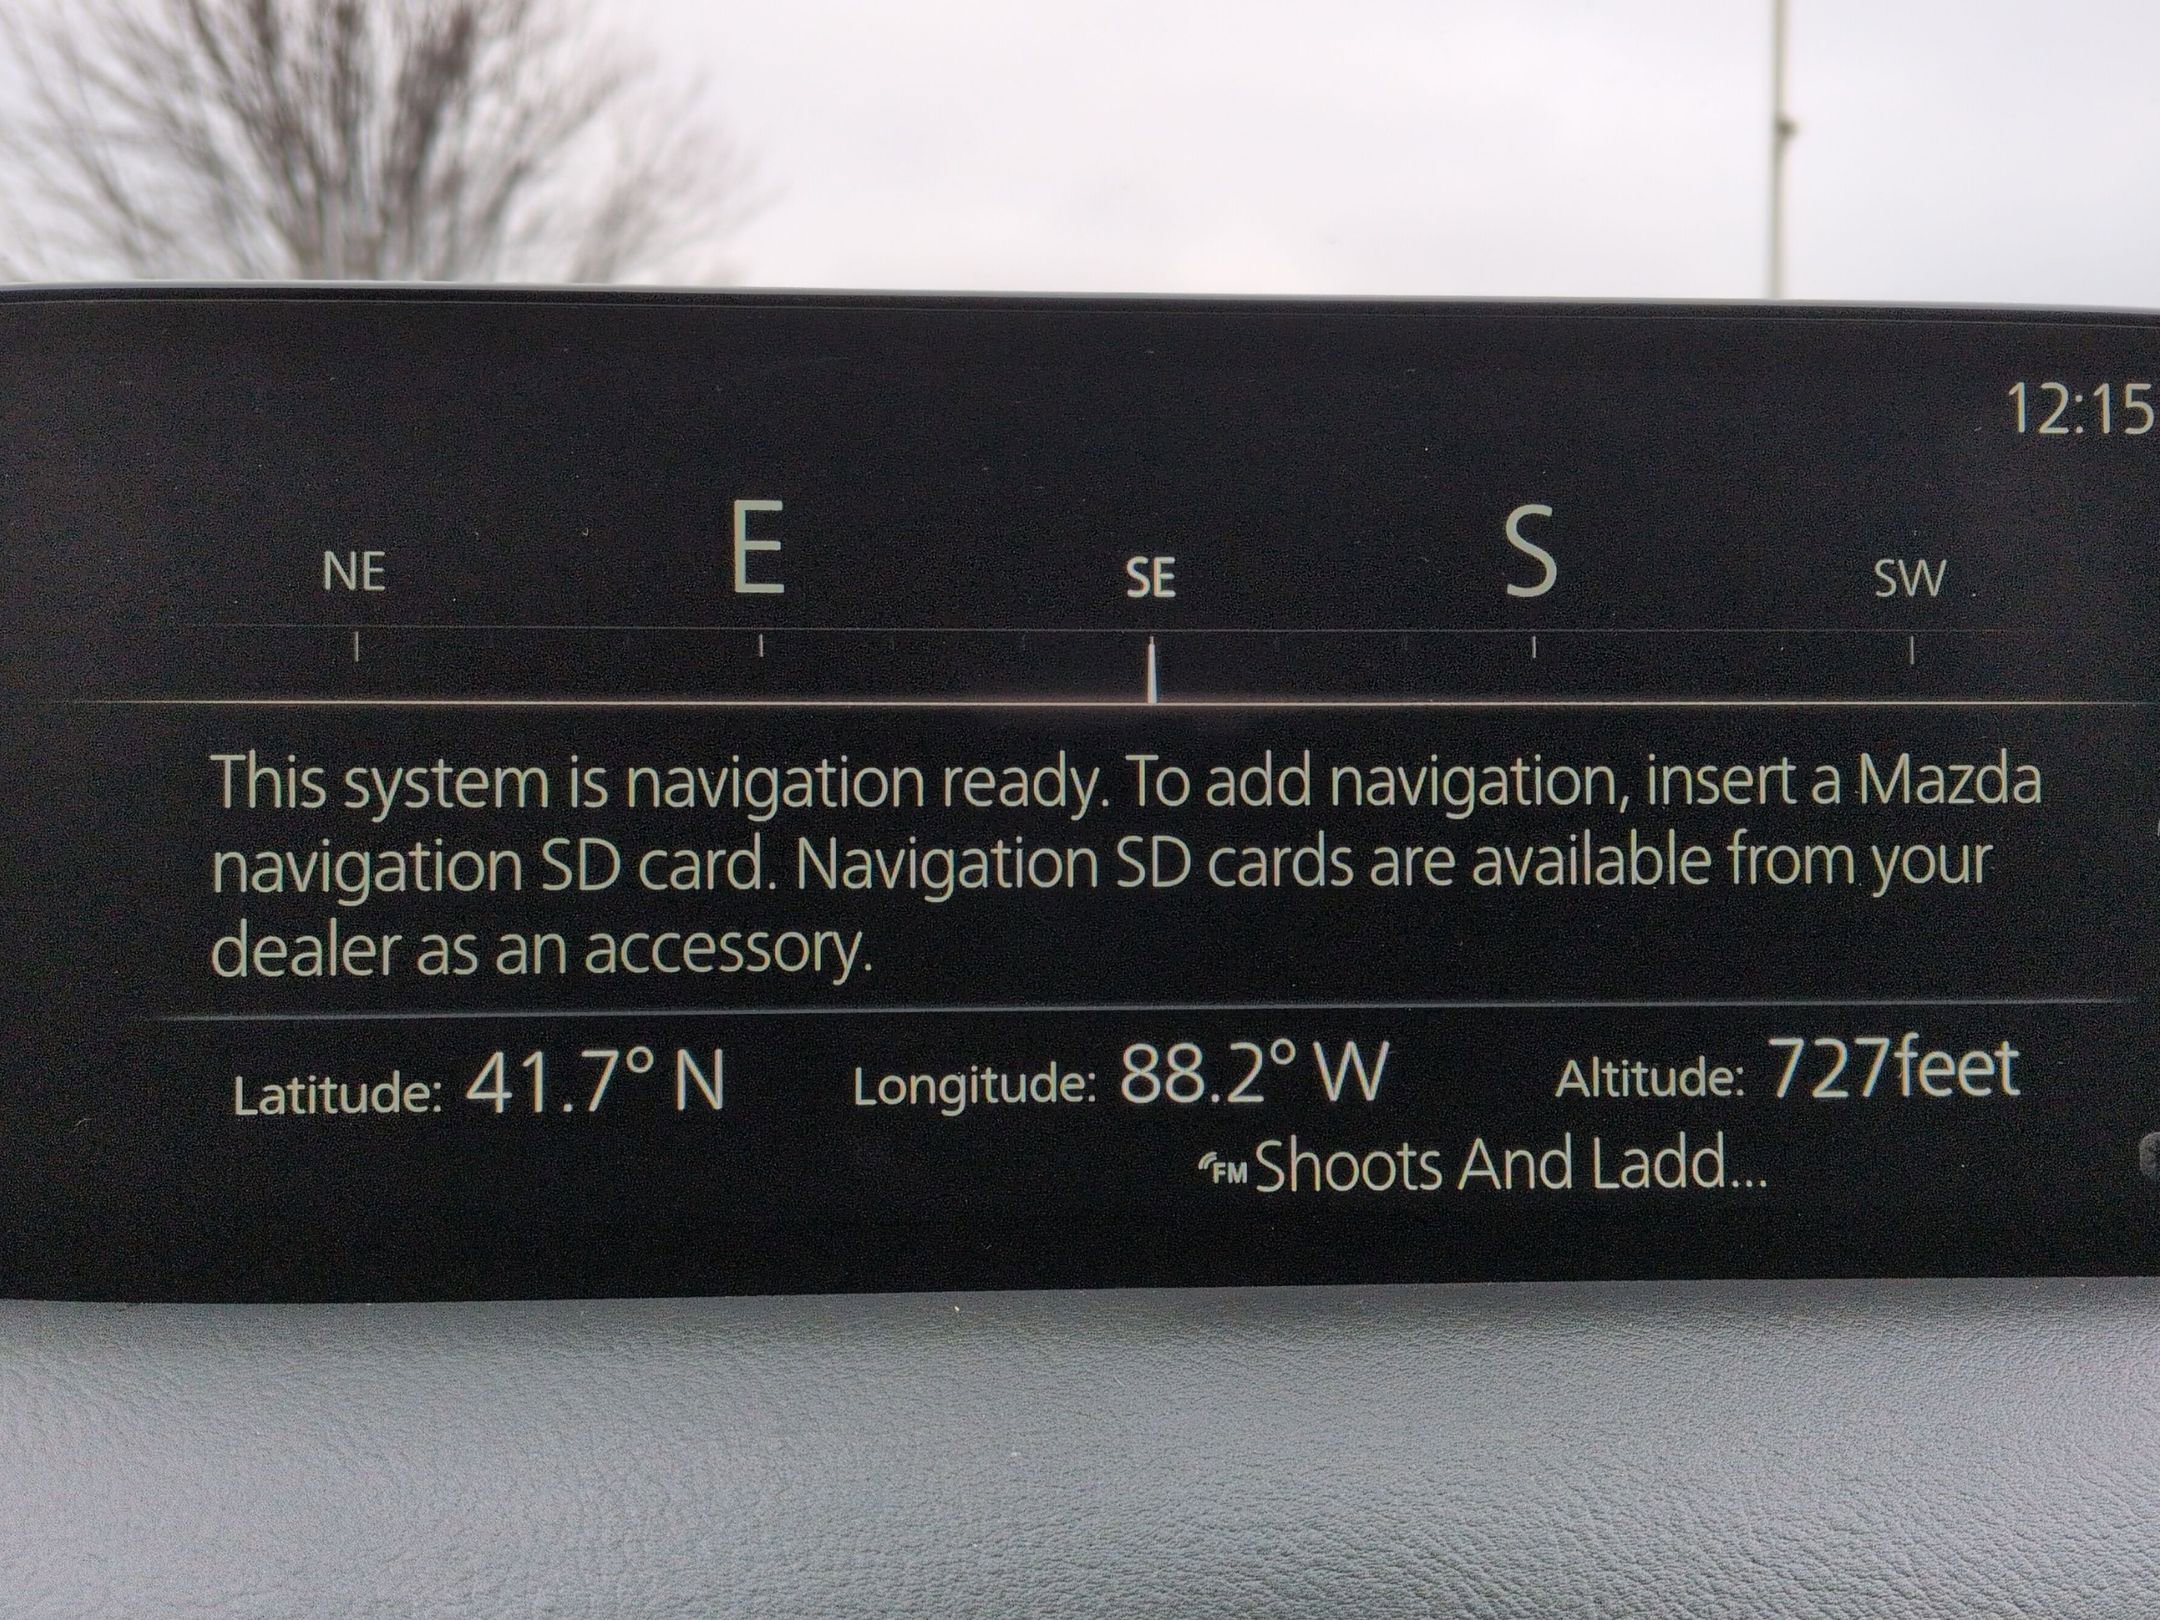 12:15
NE E SE S SW
This system is navigation ready. To add navigation, insert a Mazda
navigation SD card. Navigation SD cards are available from your
dealer as an accessory.
Latitude: 41.7° N Longitude: 88.2° W Altitude: 727feet
FM Shoots And Ladd...